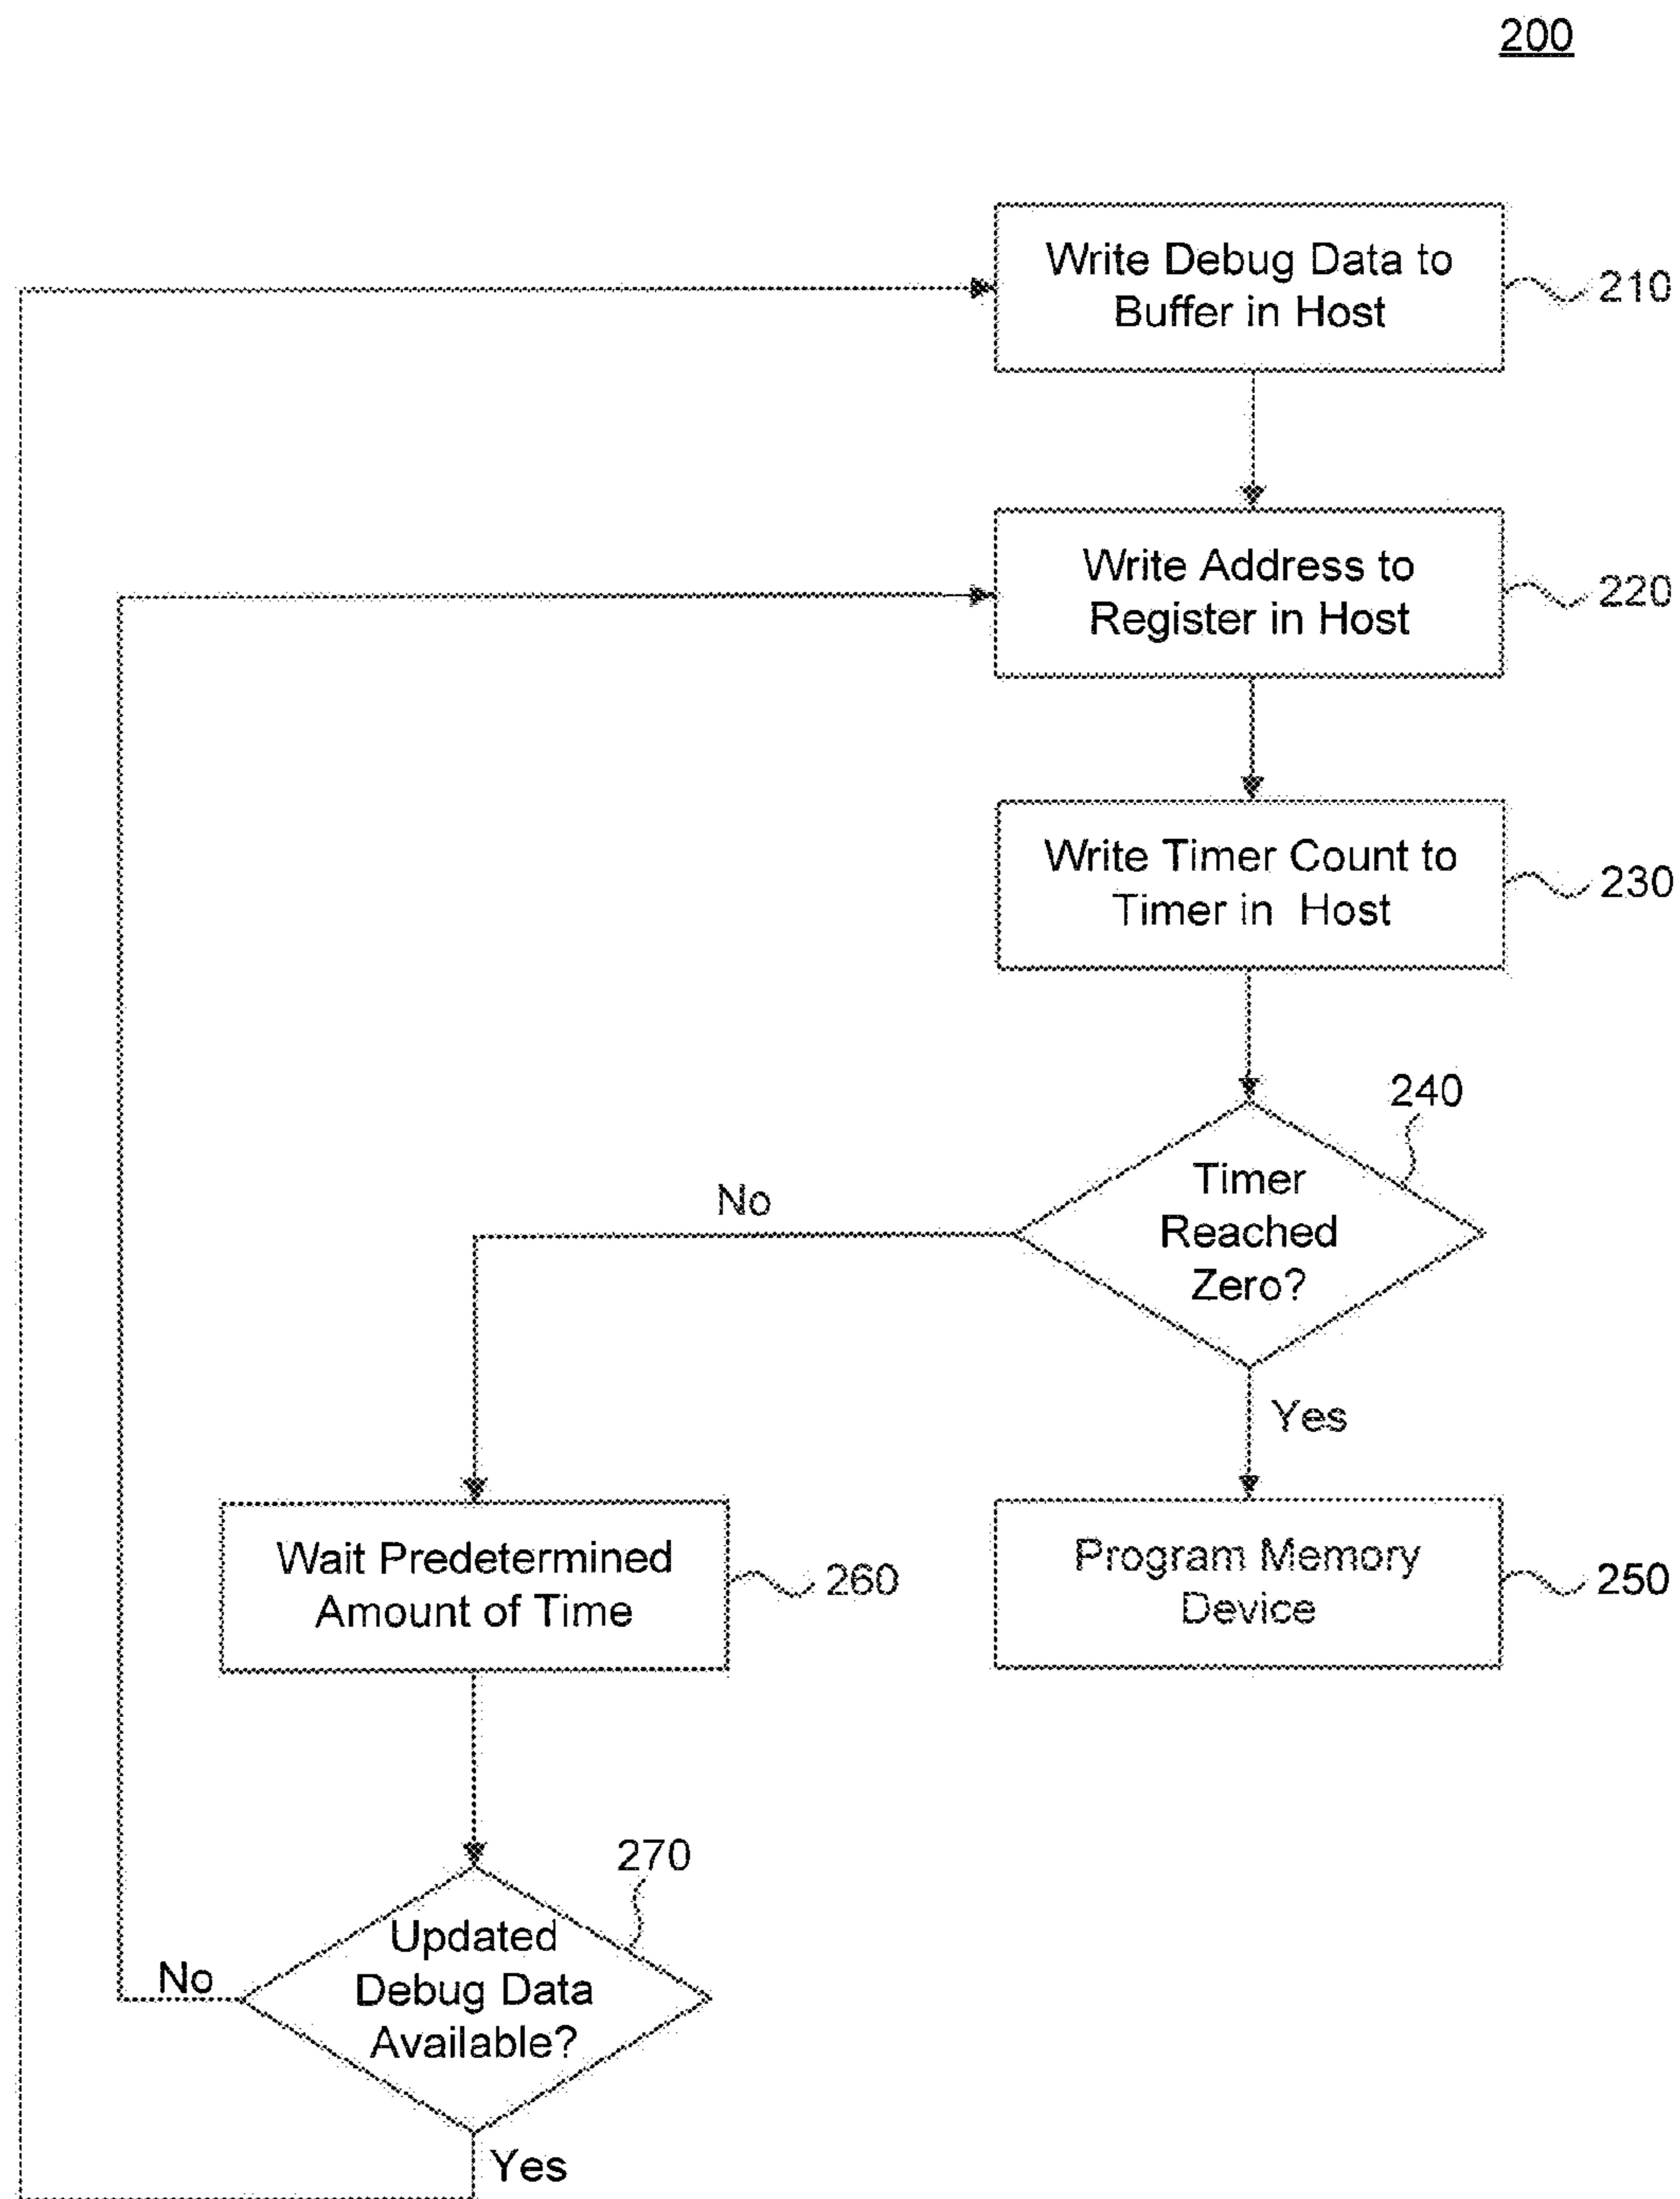 200
Write Debug Data to
Buffer in Host
210
Write Address to
Register in Host
220
Write Timer Count to
Timer in Host
230
240
Timer
Reached
Zero?
No
Yes
Wait Predetermined
Amount of Time
260
Program Memory
Device
250
270
Updated
Debug Data
Available?
No
Yes